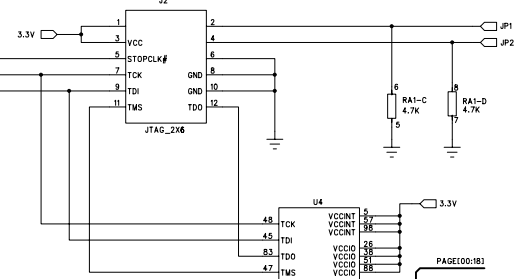 J2
1 2 JP1
3.3V 3 VCC 4 JP2
5 STOPCLK# 6
7 TCK GND 8
9 TDI GND 10
11 TMS TDO 12
JTAG_2X6
6 8
RA1-C RA1-D
4.7K 4.7K
5 7
U4
3.3V
48 TCK VCCINT 5
VCCINT 57
45 TDI VCCINT 98
83 TDO VCCIO 26
VCCIO 38
VCCIO 51
47 TMS VCCIO 88
PAGE[00:18]